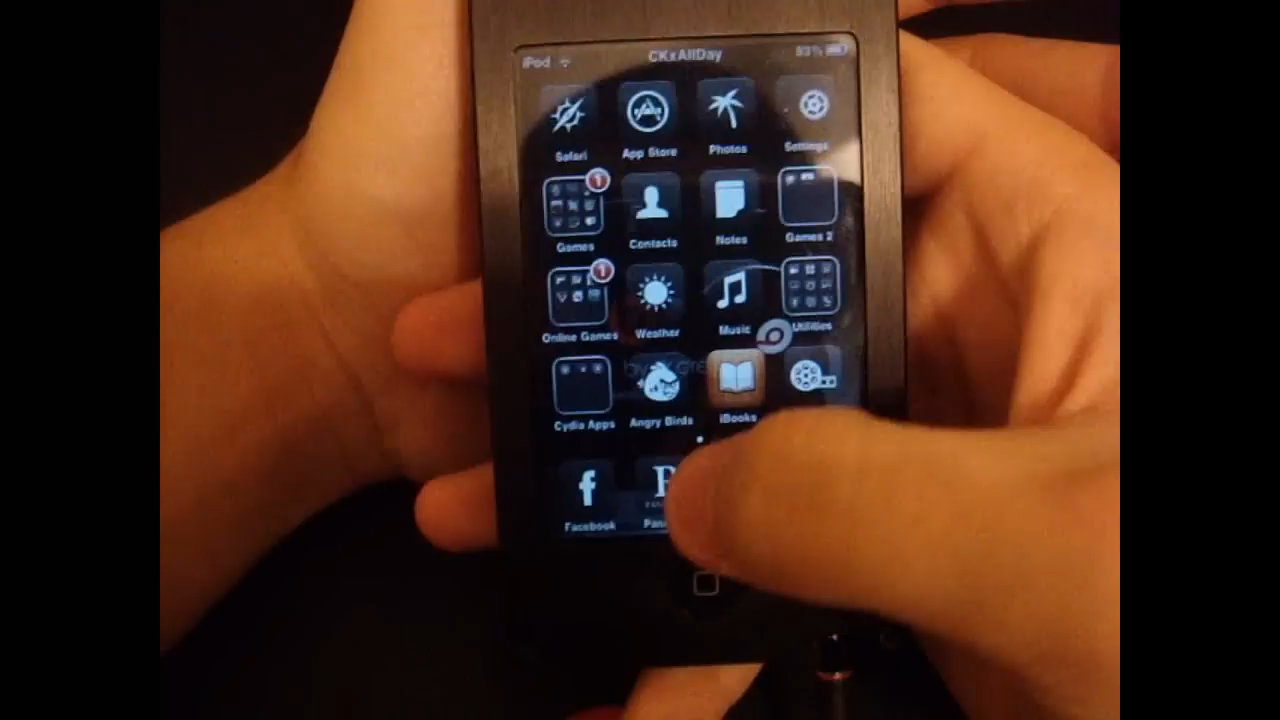 iPod CKxAllDay 93%
Safari App Store Photos Settings
1
Games Contacts Notes Games 2
1
Online Games Weather Music Utilities
Cydia Apps Angry Birds iBooks
f P
Facebook